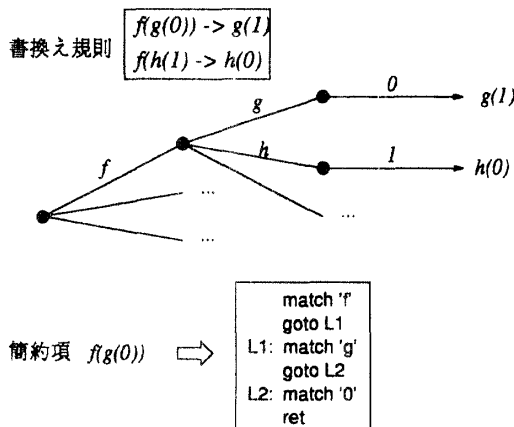 書換え規則
f(g(0)) -> g(1)
f(h(1) -> h(0)
g
0
g(1)
f
h
1
h(0)
...
...
...
簡約項 f(g(0))
match 'f'
goto L1
L1: match 'g'
goto L2
L2: match '0'
ret